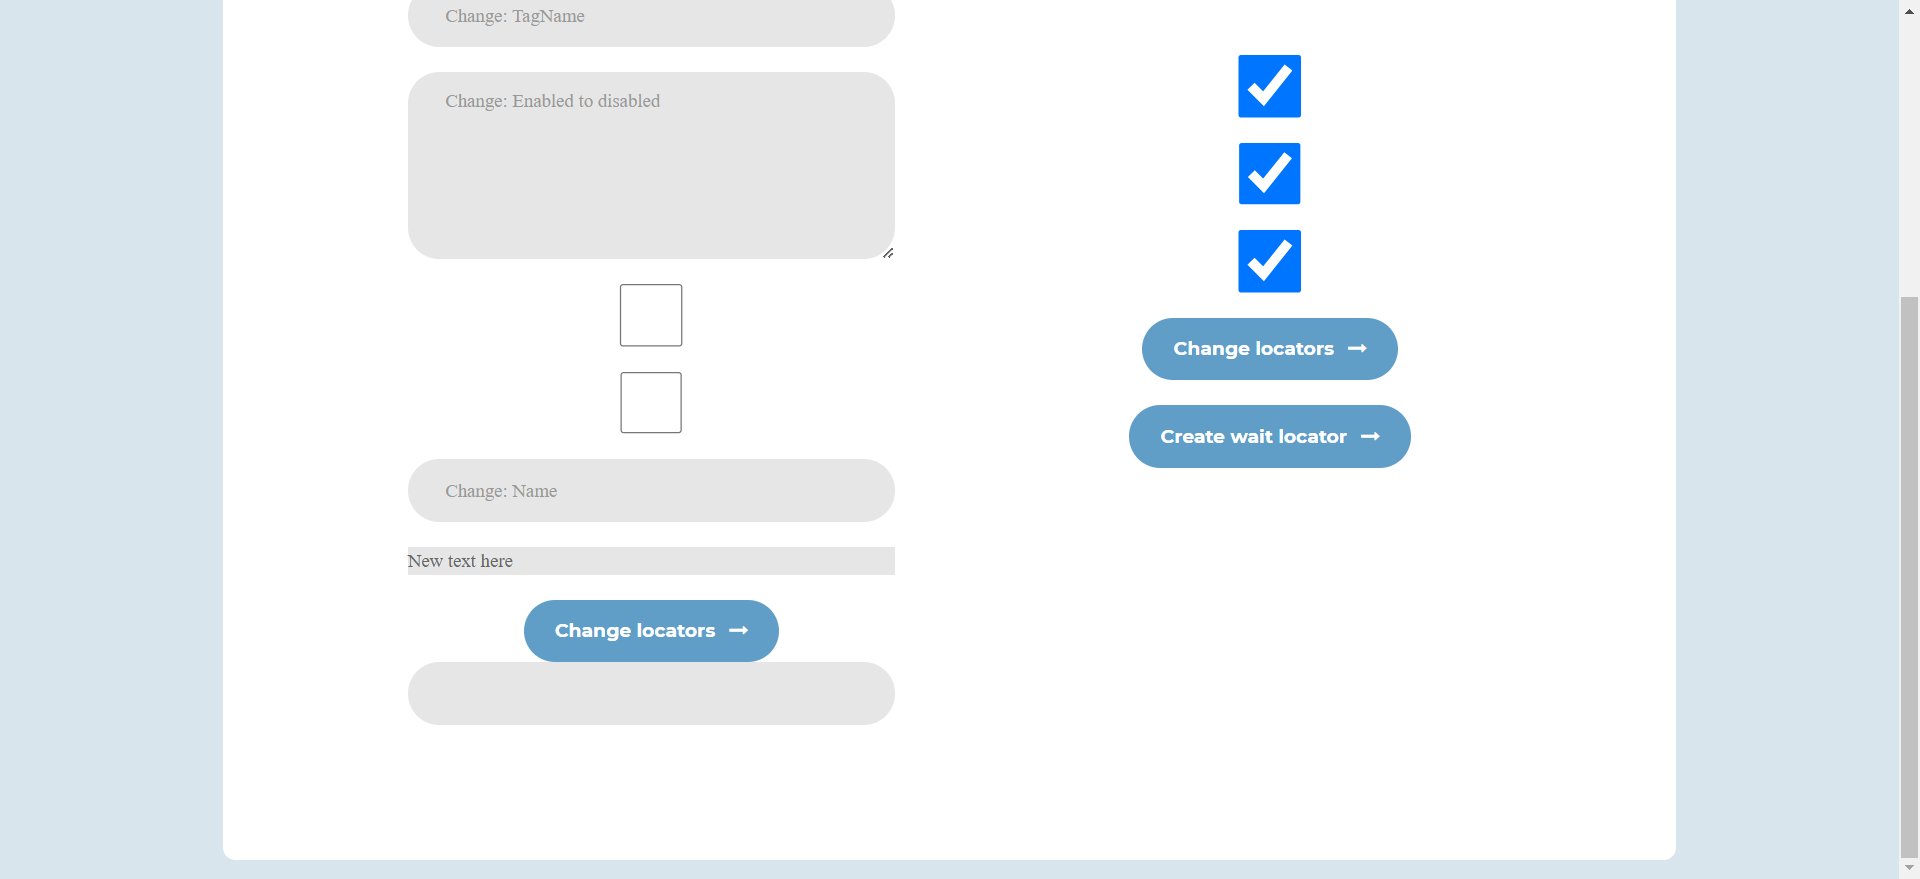 Change: TagName
Change: Enabled to disabled
Change: Name
New text here
Change locators
Change locators
Create wait locator